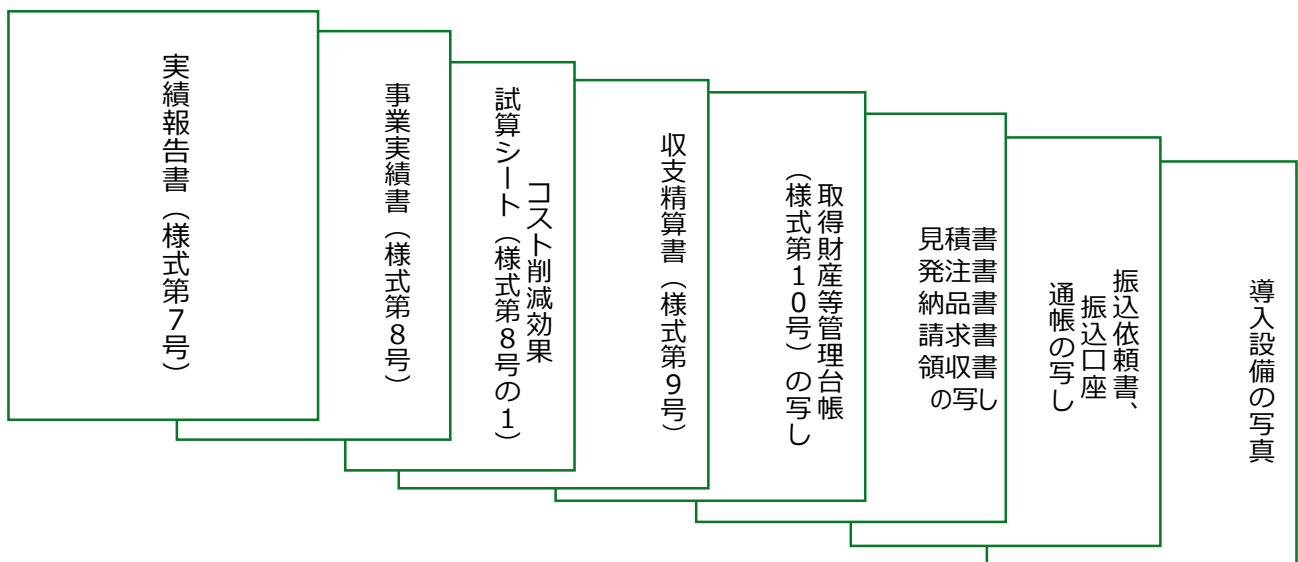 実績報告書（様式第７号）
事業実績書（様式第８号）
コスト削減効果
試算シート（様式第８号の１）
収支精算書（様式第９号）
取得財産等管理台帳
（様式第１０号）の写し
見積書
発注書
納品書
請求書
領収書
の写し
振込依頼書、
振込口座
通帳の写し
導入設備の写真